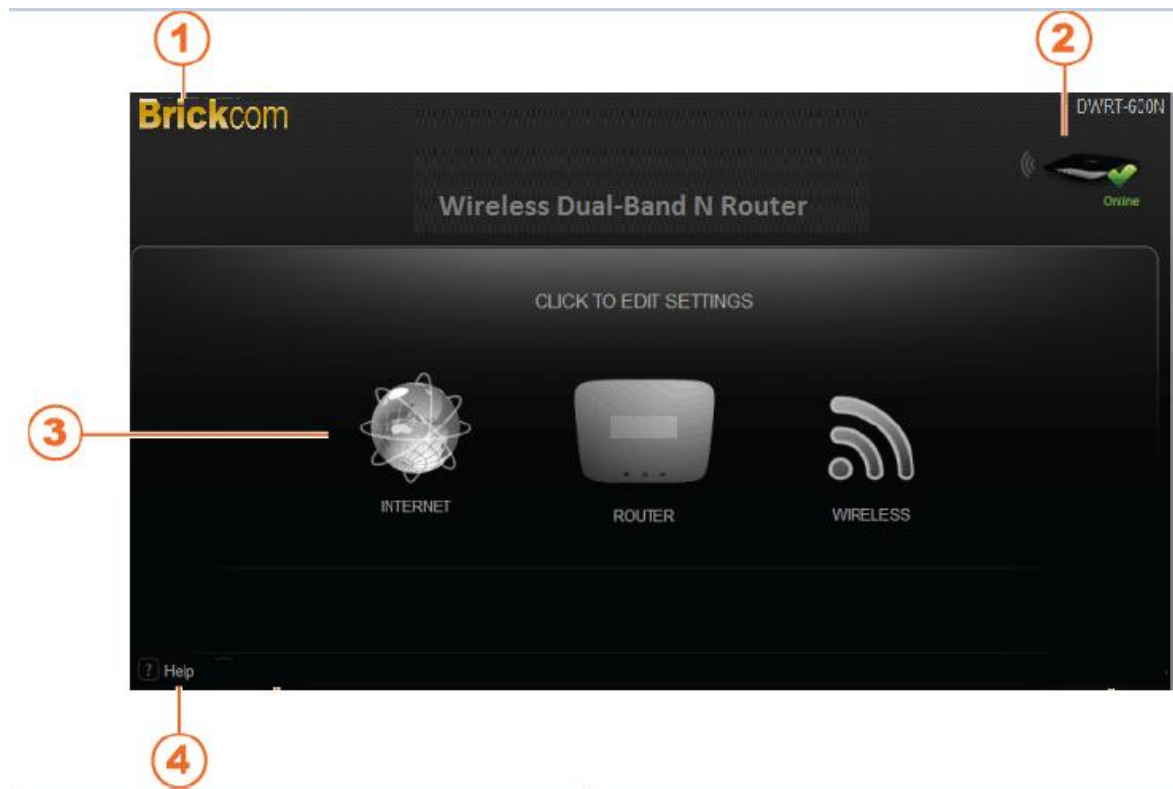 1
2
Brickcom
DWRT-600N
Wireless Dual-Band N Router
Online
CLICK TO EDIT SETTINGS
3
INTERNET
ROUTER
WIRELESS
? Help
4